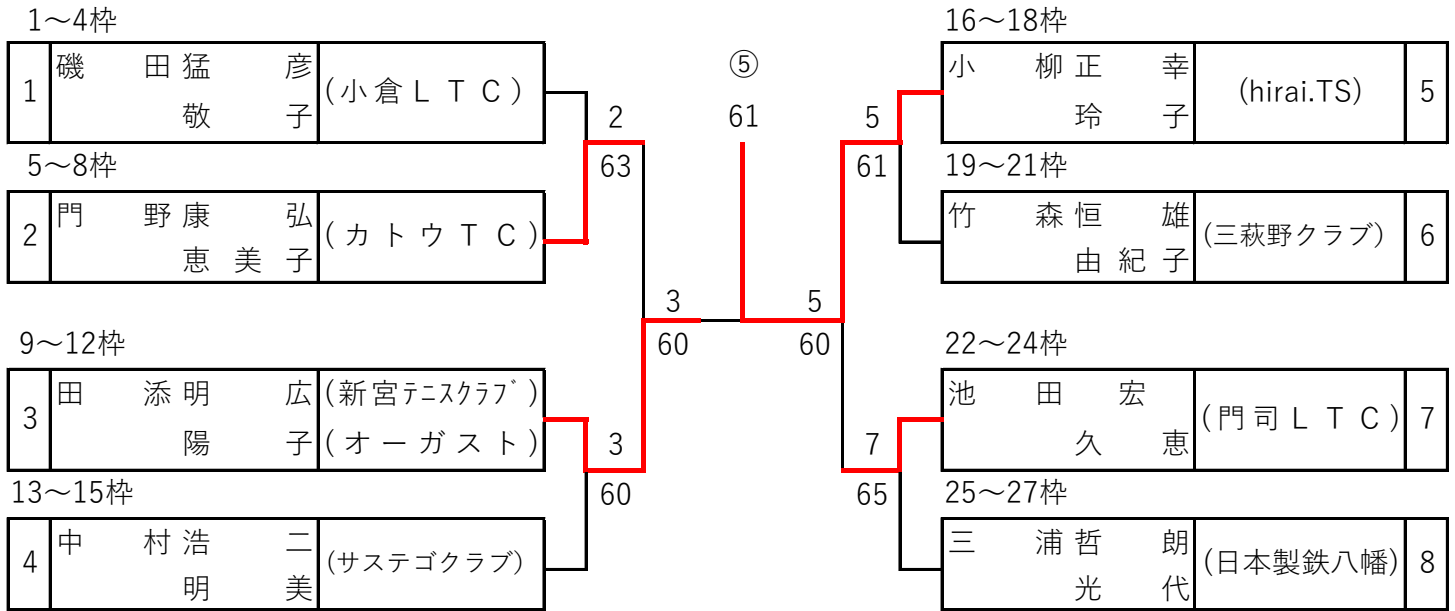 1～4枠
1 磯田猛彦 (小倉ＬＴＣ)
敬子
5～8枠
2 門野康弘 (カトウＴＣ)
恵美子
9～12枠
3 田添明広 (新宮ﾃﾆｽｸﾗﾌﾞ)
陽子 (オーガスト)
13～15枠
4 中村浩二 (サステゴクラブ)
明美
2
63
3
60
3
60
⑤
61
5
60
5
61
7
65
16～18枠
小柳正幸 (hirai.TS) 5
玲子
19～21枠
竹森恒雄 (三萩野クラブ) 6
由紀子
22～24枠
池田宏 (門司ＬＴＣ) 7
久恵
25～27枠
三浦哲朗 (日本製鉄八幡) 8
光代